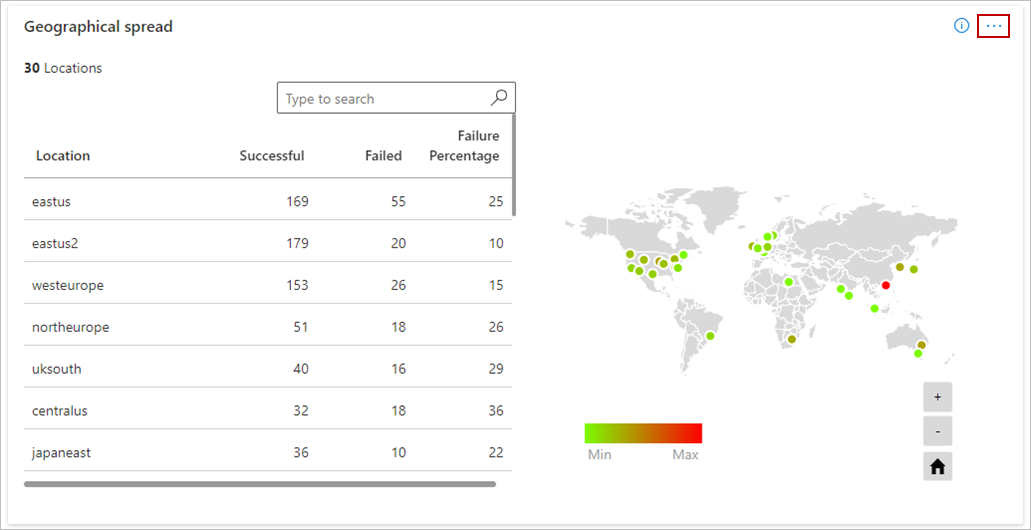 Geographical spread
...
30 Locations
Type to search
Location Successful Failed Failure Percentage
eastus 169 55 25
eastus2 179 20 10
westeurope 153 26 15
northeurope 51 18 26
uksouth 40 16 29
centralus 32 18 36
japaneast 36 10 22
Min Max
+
-